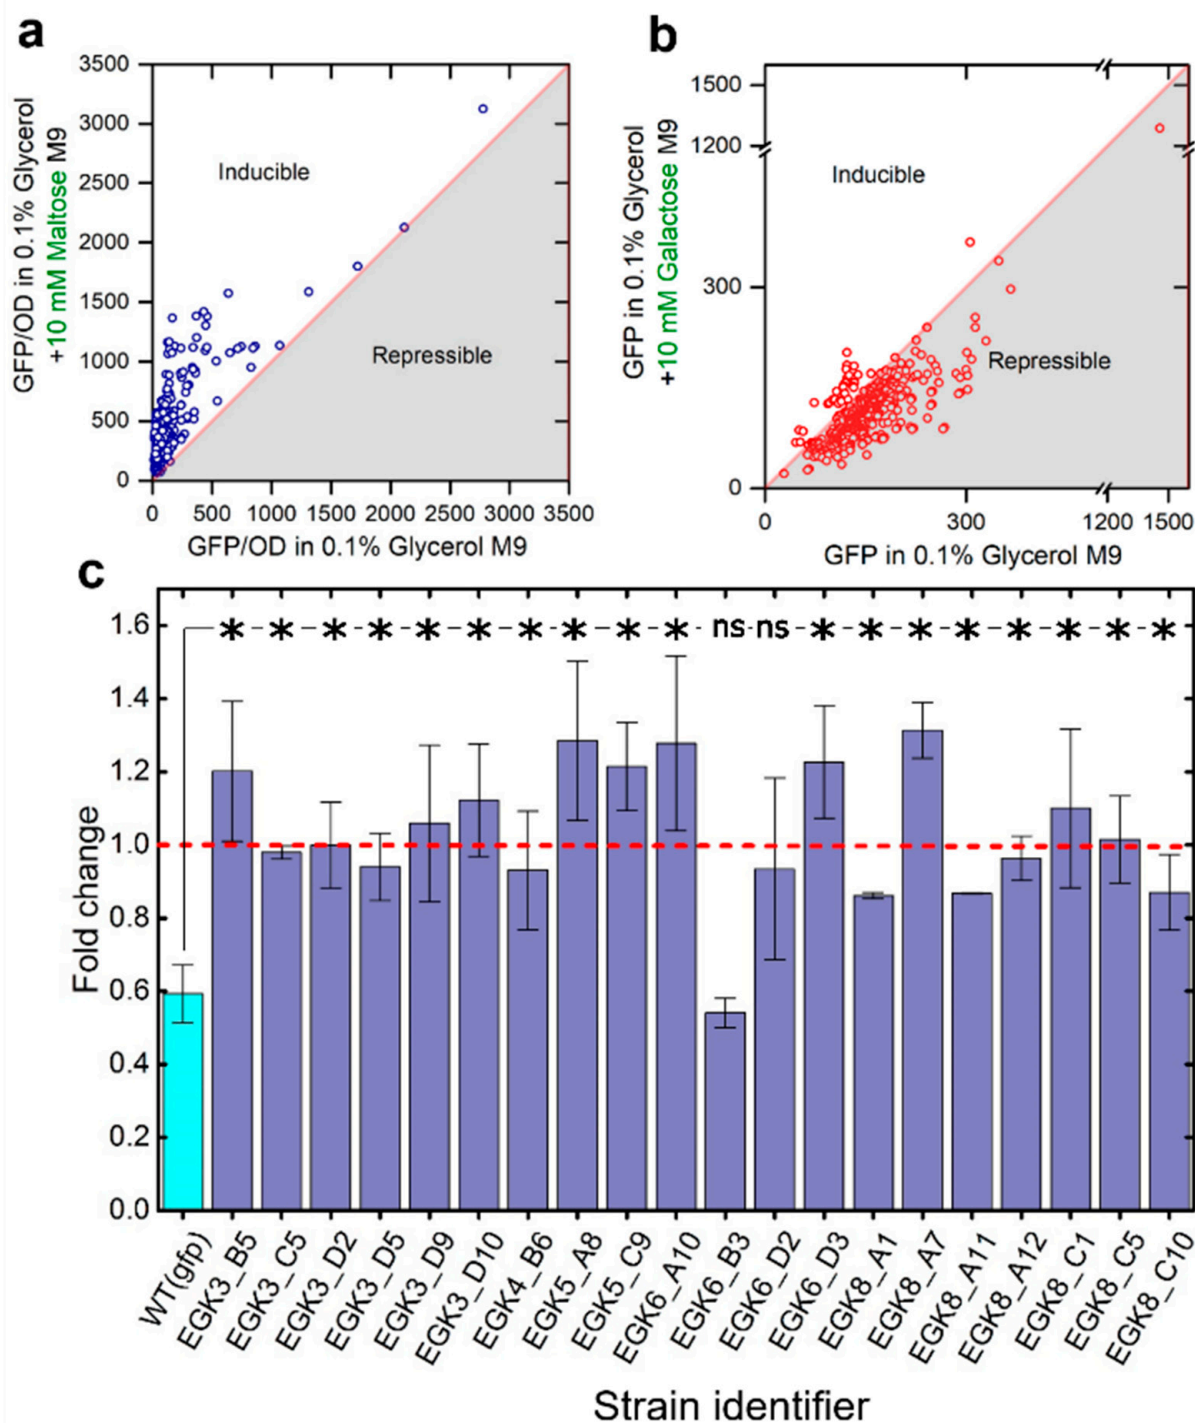 a
3500
3000
2500
2000
1500
1000
500
0
GFP/OD in 0.1% Glycerol
+10 mM Maltose M9
Inducible
Repressible
0 500 1000 1500 2000 2500 3000 3500
GFP/OD in 0.1% Glycerol M9
b
1500
1200
300
0
GFP in 0.1% Glycerol
+10 mM Galactose M9
Inducible
Repressible
0 300 1200 1500
GFP in 0.1% Glycerol M9
c
1.6
1.4
1.2
1.0
0.8
0.6
0.4
0.2
0.0
Fold change
* * * * * * * * * * ns ns * * * * * * * *
WT(gfp)
EGK3_B5
EGK3_C5
EGK3_D2
EGK3_D5
EGK3_D9
EGK3_D10
EGK4_B6
EGK5_A8
EGK5_C9
EGK6_A10
EGK6_B3
EGK6_D2
EGK6_D3
EGK8_A1
EGK8_A7
EGK8_A11
EGK8_A12
EGK8_C1
EGK8_C5
EGK8_C10
Strain identifier